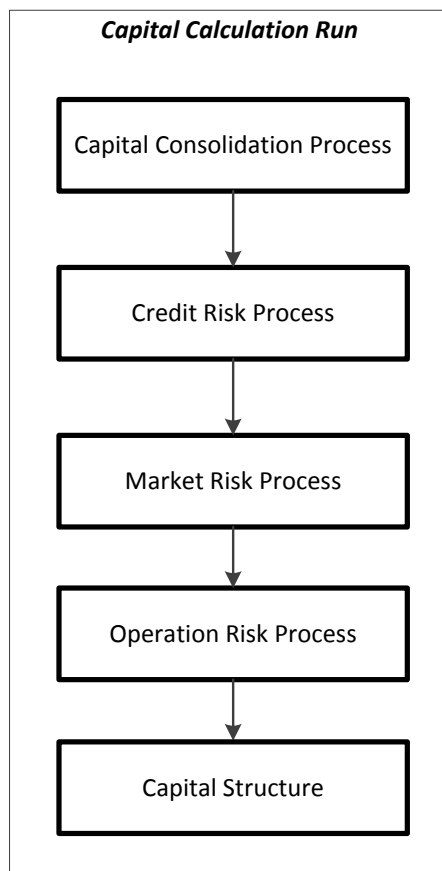 Capital Calculation Run
Capital Consolidation Process
Credit Risk Process
Market Risk Process
Operation Risk Process
Capital Structure